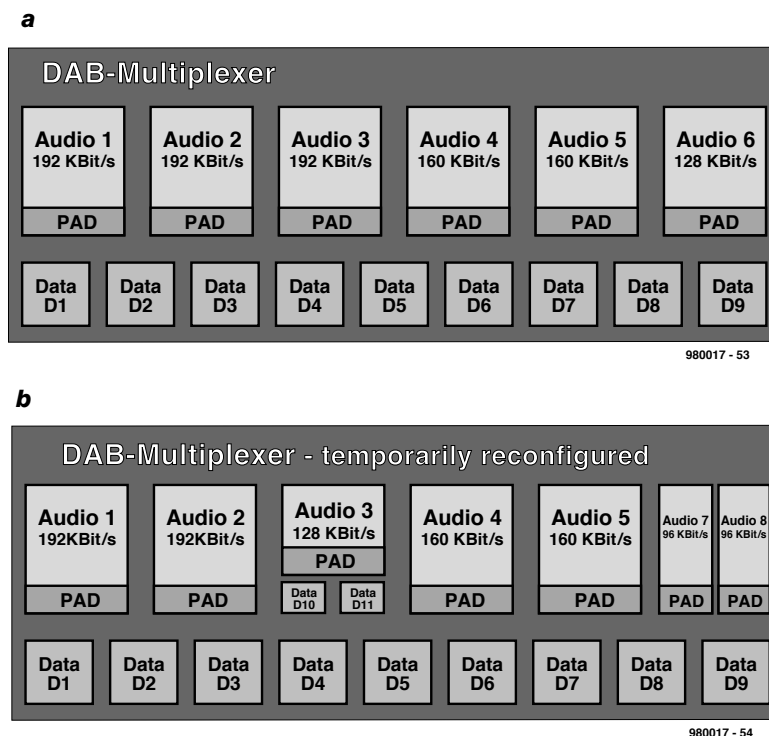 a
DAB-Multiplexer
Audio 1 Audio 2 Audio 3 Audio 4 Audio 5 Audio 6
192 KBit/s 192 KBit/s 192 KBit/s 160 KBit/s 160 KBit/s 128 KBit/s
PAD PAD PAD PAD PAD PAD
Data Data Data Data Data Data Data Data Data
D1 D2 D3 D4 D5 D6 D7 D8 D9
980017 - 53
b
DAB-Multiplexer - temporarily reconfigured
Audio 1 Audio 2 Audio 3 Audio 4 Audio 5 Audio 7 Audio 8
192KBit/s 192KBit/s 128 KBit/s 160 KBit/s 160 KBit/s 96 KBit/s 96 KBit/s
PAD
Data Data
D10 D11
PAD PAD PAD PAD PAD PAD
Data Data Data Data Data Data Data Data Data
D1 D2 D3 D4 D5 D6 D7 D8 D9
980017 - 54